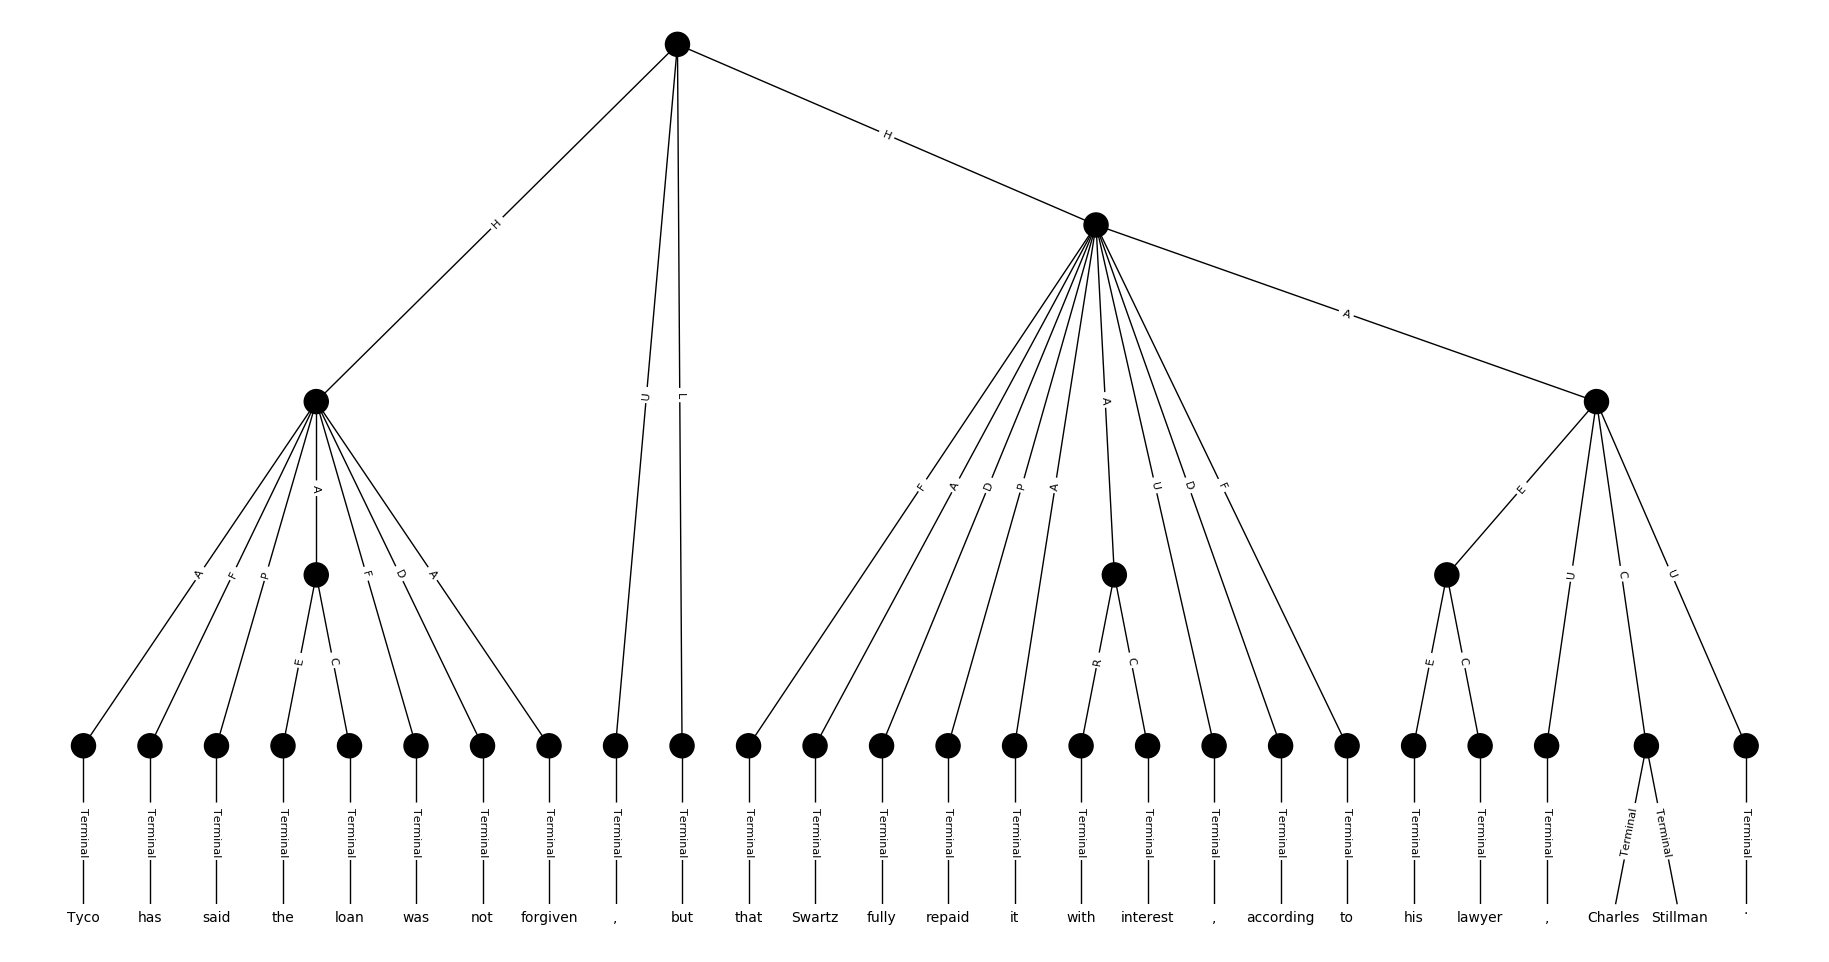 H
H
A
U
L
A
F
A
D
P
A
U
D
F
A
E
A
F
P
F
D
A
U
C
U
E
C
R
C
E
C
Terminal Terminal Terminal Terminal Terminal Terminal Terminal Terminal Terminal Terminal Terminal Terminal Terminal Terminal Terminal Terminal Terminal Terminal Terminal Terminal Terminal Terminal Terminal Terminal Terminal Terminal
Tyco has said the loan was not forgiven , but that Swartz fully repaid it with interest , according to his lawyer , Charles Stillman .